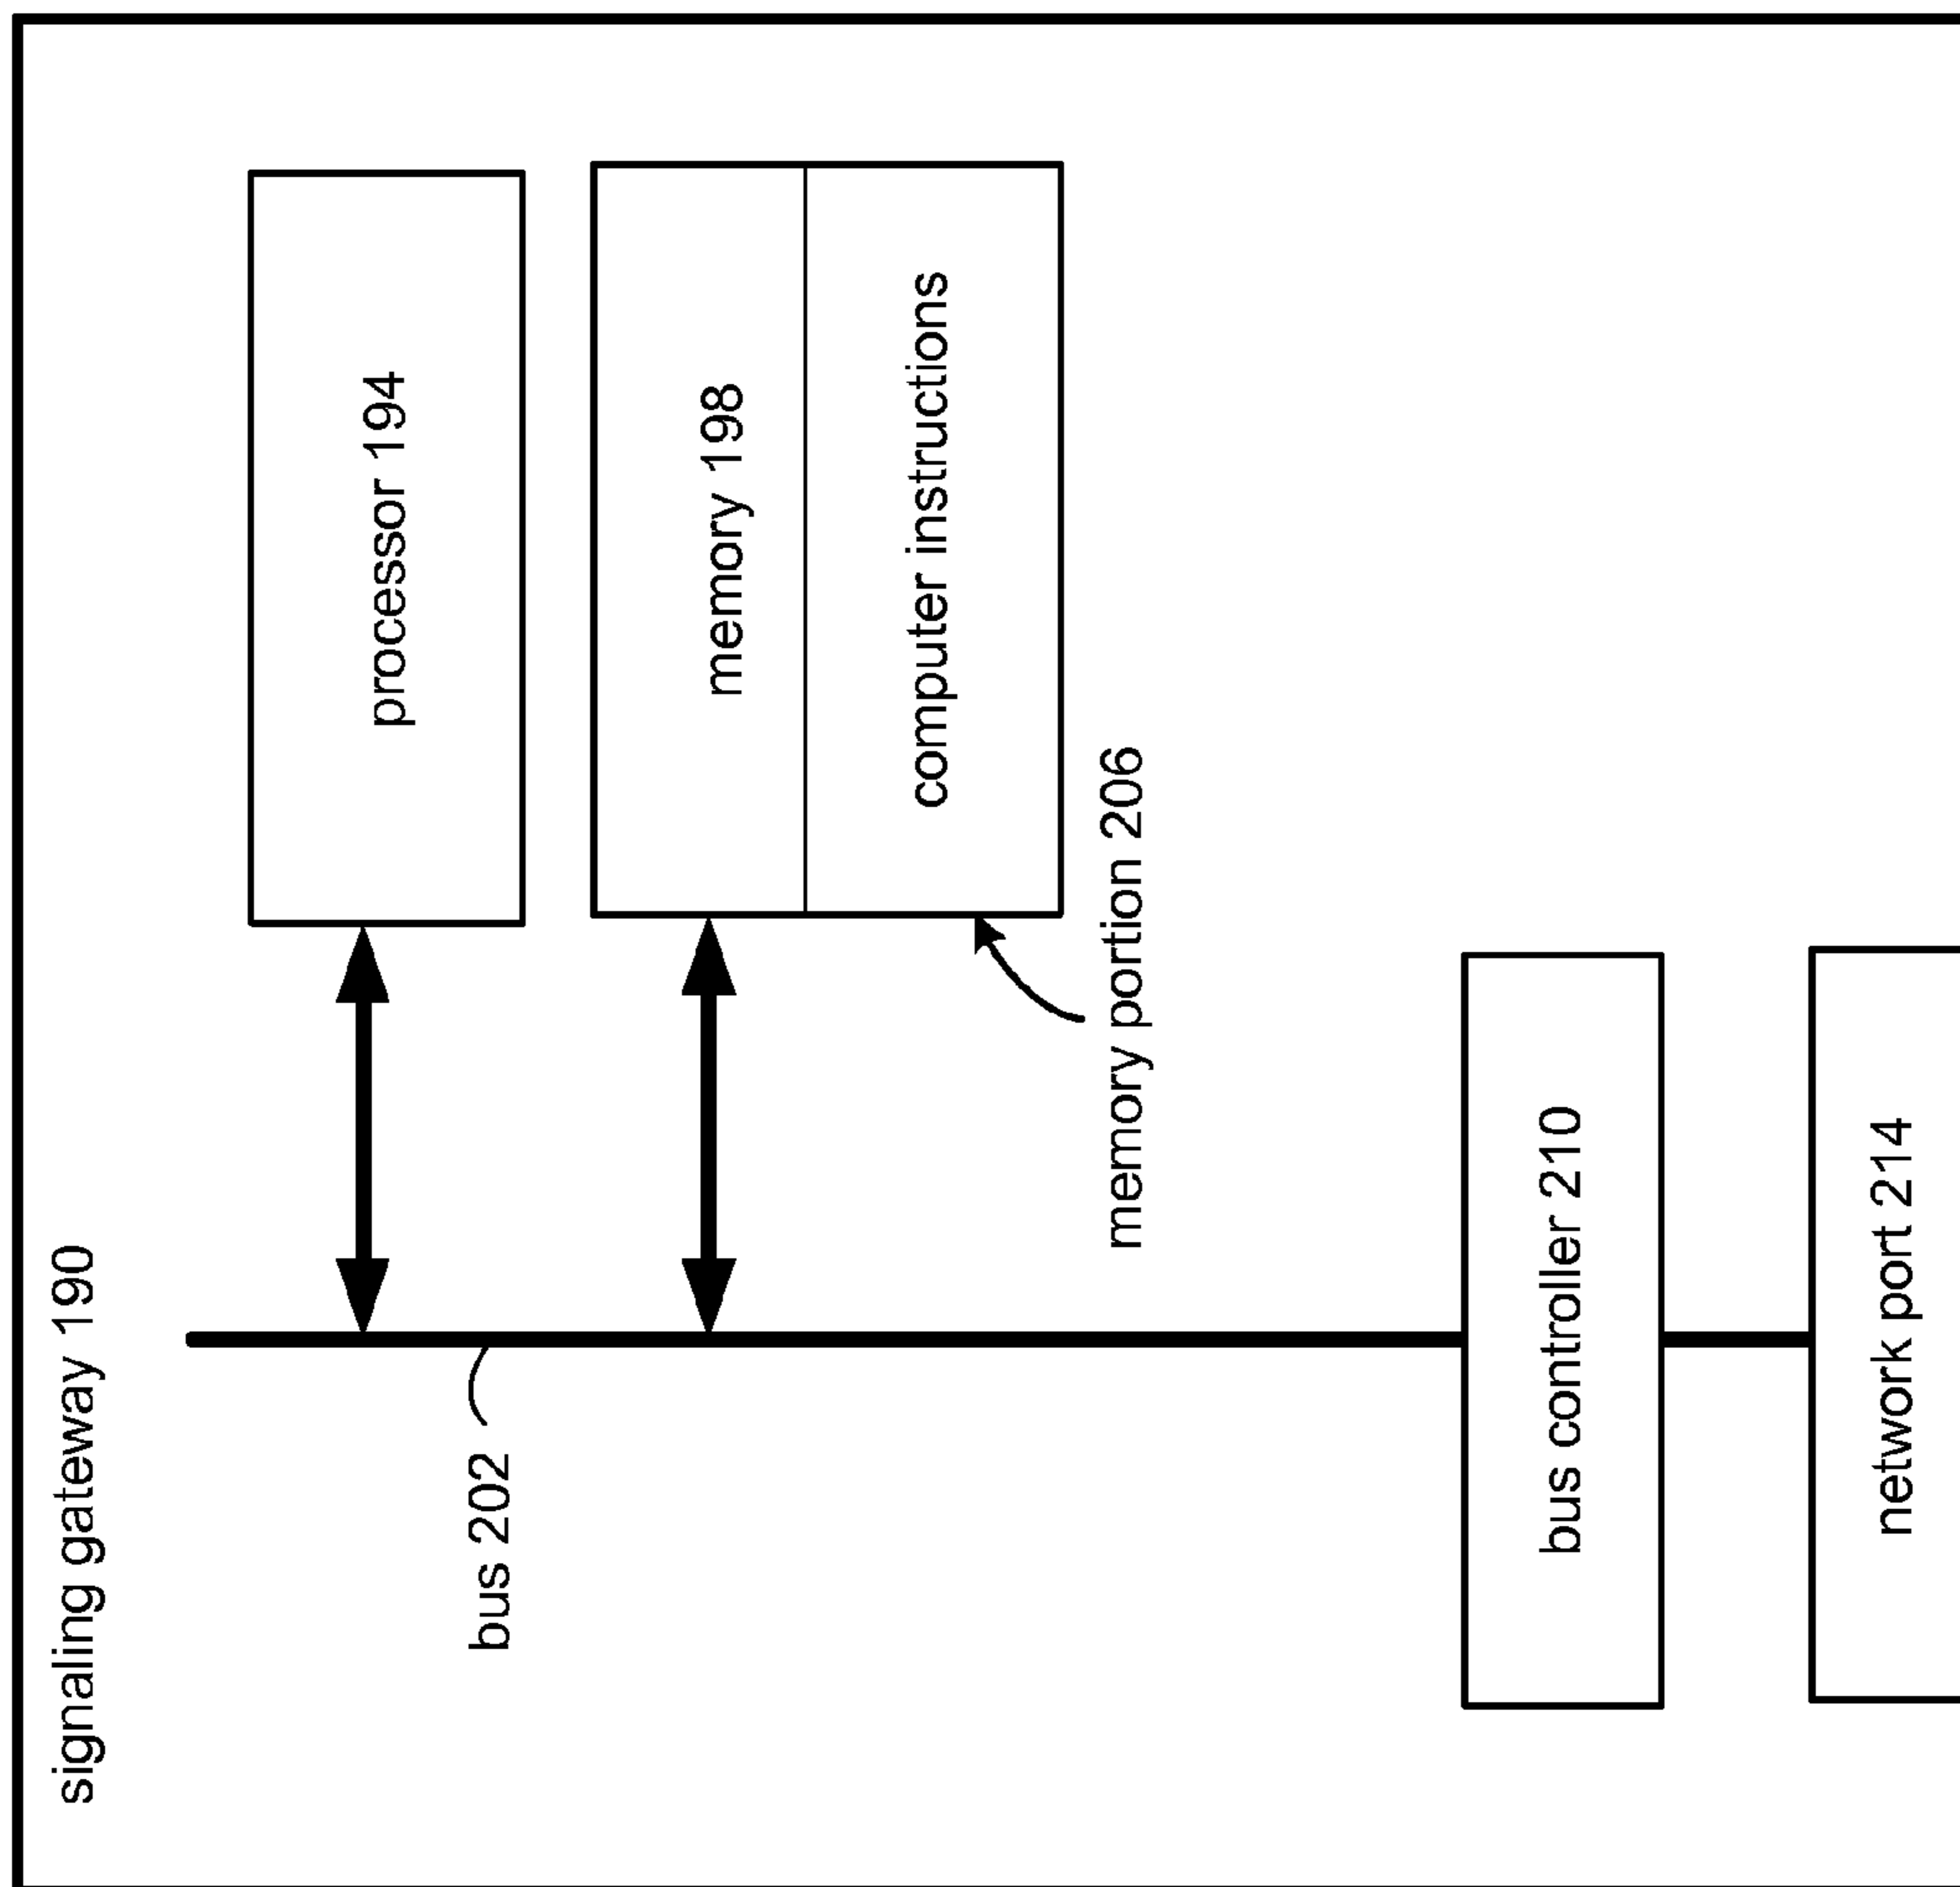 signaling gateway 190
processor 194
bus 202
memory 198
computer instructions
memory portion 206
bus controller 210
network port 214